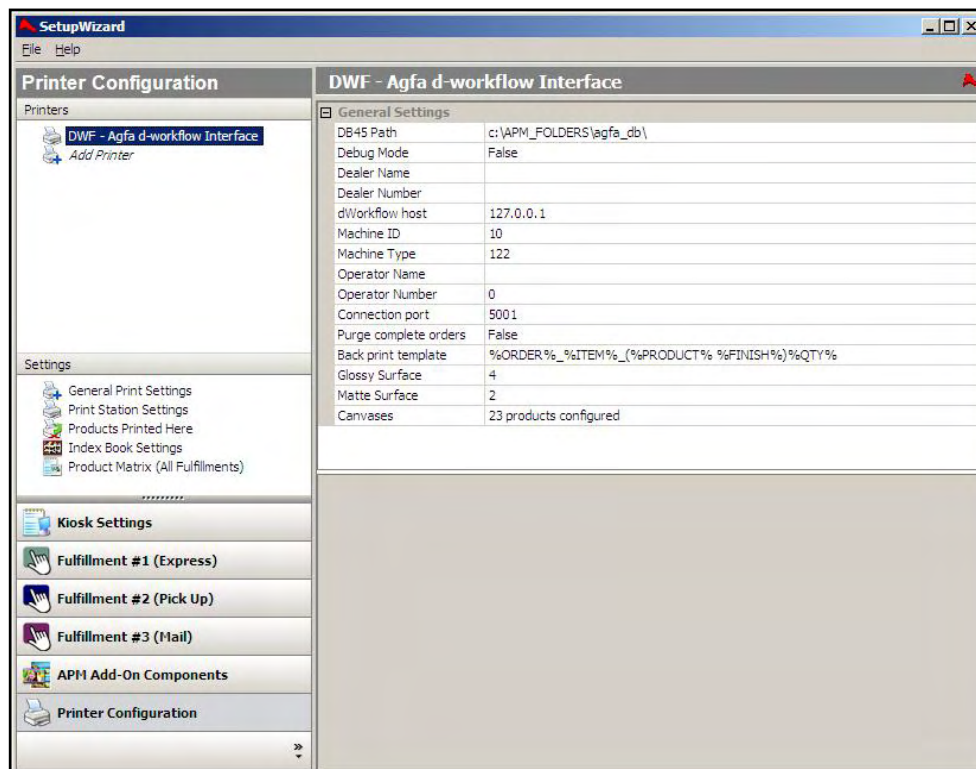 SetupWizard
File Help
Printer Configuration
Printers
DWF - Agfa d-workflow Interface
Add Printer
Settings
General Print Settings
Print Station Settings
Products Printed Here
Index Book Settings
Product Matrix (All Fulfillments)
Kiosk Settings
Fulfillment #1 (Express)
Fulfillment #2 (Pick Up)
Fulfillment #3 (Mail)
APM Add-On Components
Printer Configuration
DWF - Agfa d-workflow Interface
General Settings
DB45 Path c:\APM_FOLDERS\agfa_db\
Debug Mode False
Dealer Name
Dealer Number
dWorkflow host 127.0.0.1
Machine ID 10
Machine Type 122
Operator Name
Operator Number 0
Connection port 5001
Purge complete orders False
Back print template %ORDER%_%ITEM%_(%PRODUCT% %FINISH%)%QTY%
Glossy Surface 4
Matte Surface 2
Canvases 23 products configured